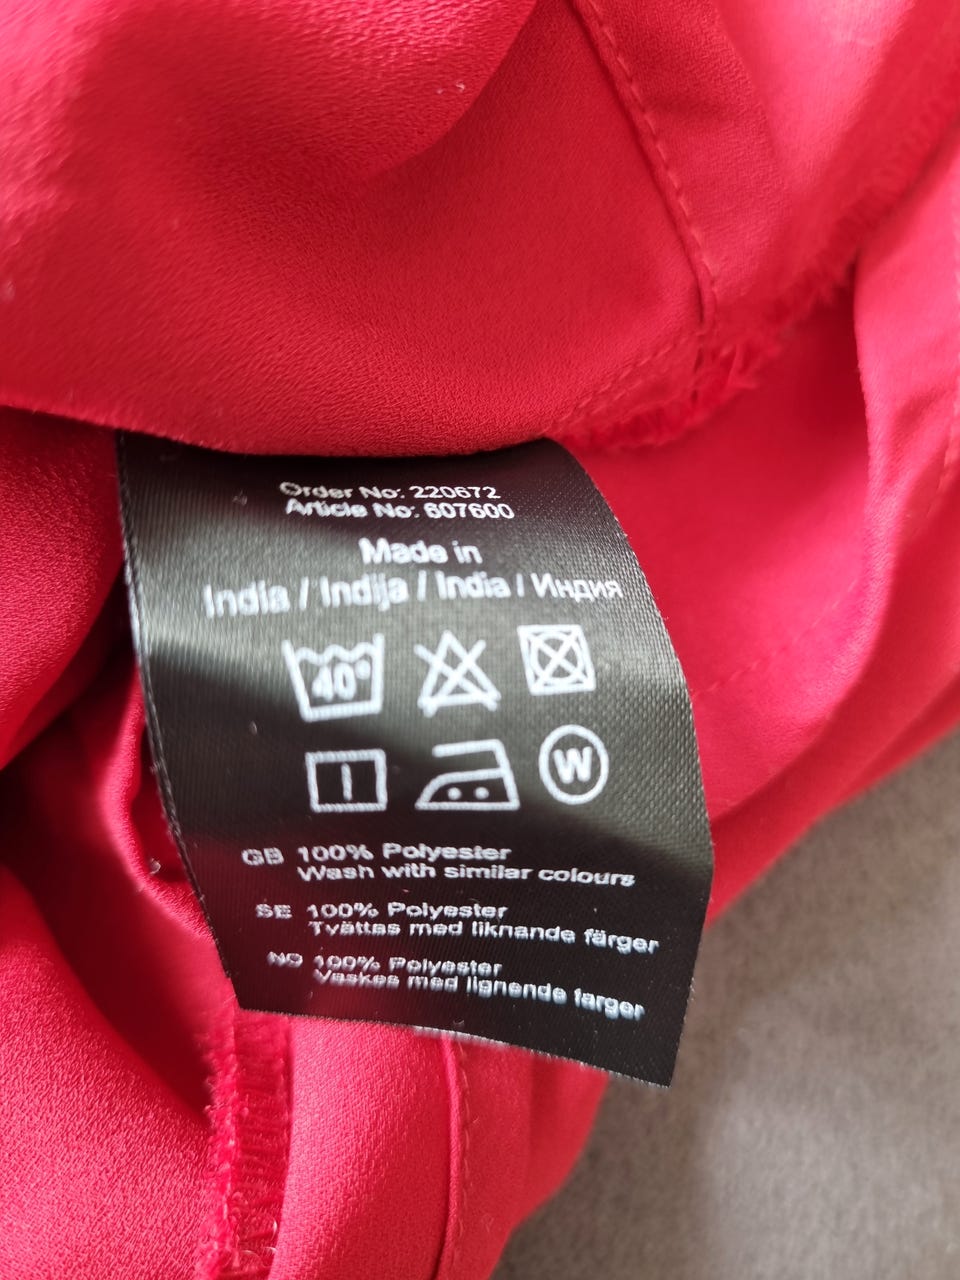 Order No: 220672
Article No: 607600
Made in
India / Indija / India / Индия
40°
W
GB 100% Polyester
Wash with similar colours
SE 100% Polyester
Tvättas med liknande färger
NO 100% Polyester
Vaskes med lignende farger